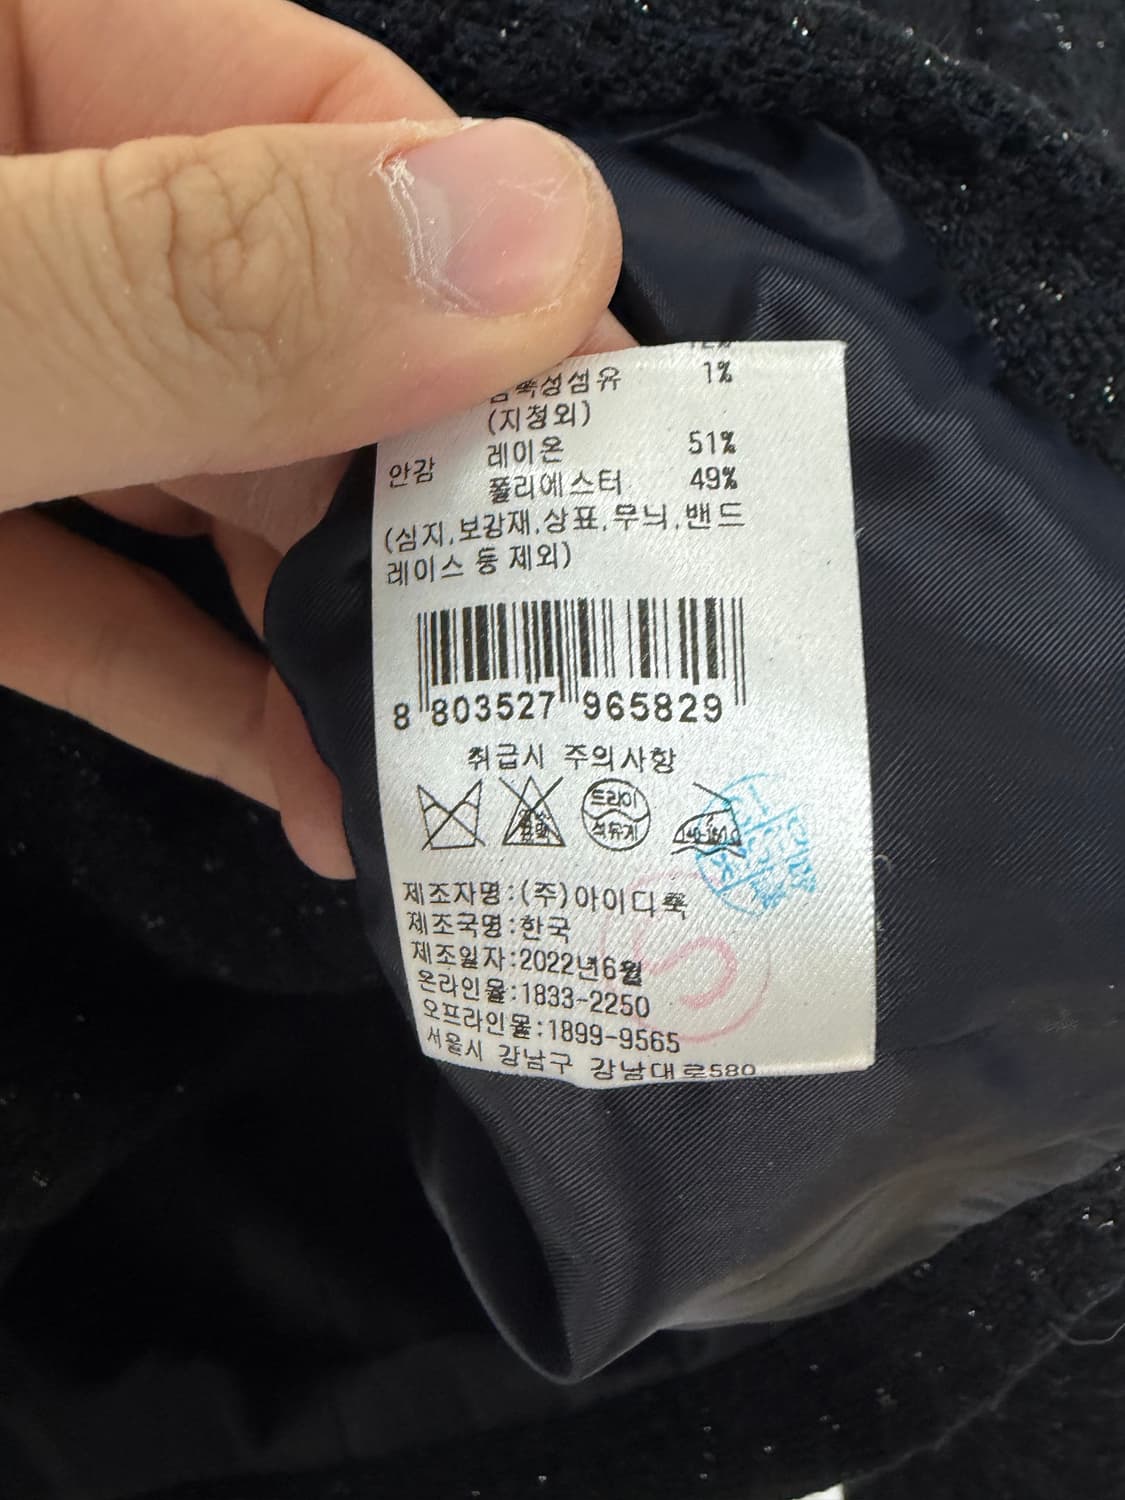 1%
(지정외)
안감 레이온 51%
폴리에스터 49%
(심지,보강재,상표,무늬,밴드
레이스 등 제외)
8 803527 965829
취급시 주의사항
드라이
석유계
제조자명:(주)아이디룩
제조국명:한국
제조일자:2022년6월
온라인몰:1833-2250
오프라인몰:1899-9565
서울시 강남구 강남대로580